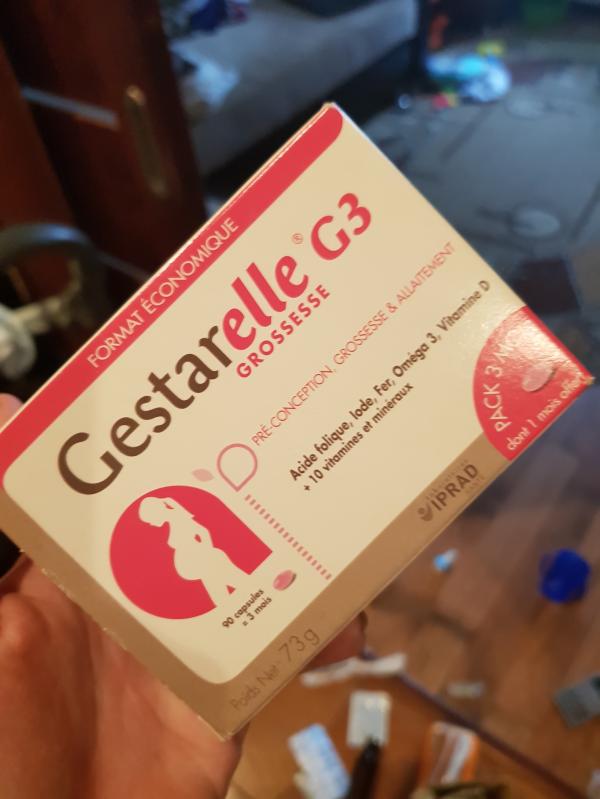 FORMAT ÉCONOMIQUE
Gestarelle® G3
GROSSESSE
PRÉ-CONCEPTION, GROSSESSE & ALLAITEMENT
Acide folique, Iode, Fer, Oméga 3, Vitamine D
+ 10 vitamines et minéraux
PACK 3
dont 1 mois offert
90 capsules
= 3 mois
IPRAD
Poids Net : 73 g